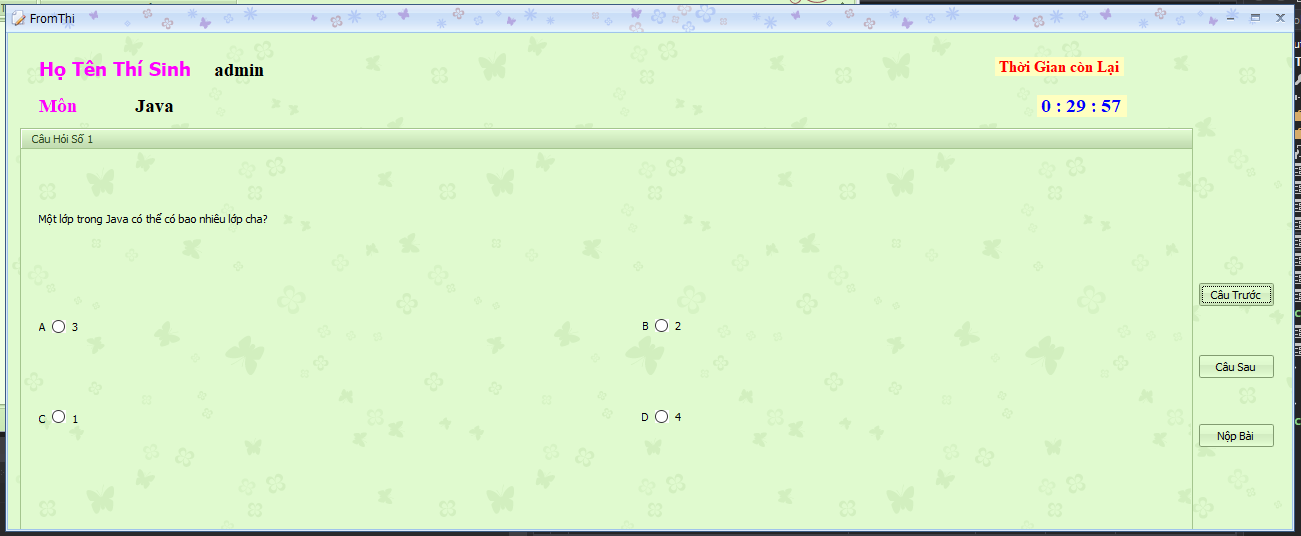 FromThi
Họ Tên Thí Sinh admin
Thời Gian còn Lại
Môn Java
0 : 29 : 57
Câu Hỏi Số 1
Một lớp trong Java có thể có bao nhiêu lớp cha?
A 3
B 2
C 1
D 4
Câu Trước
Câu Sau
Nộp Bài